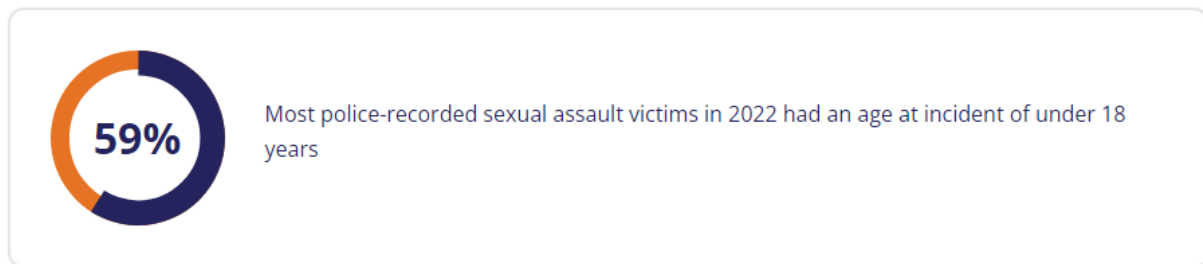 59%
Most police-recorded sexual assault victims in 2022 had an age at incident of under 18
years